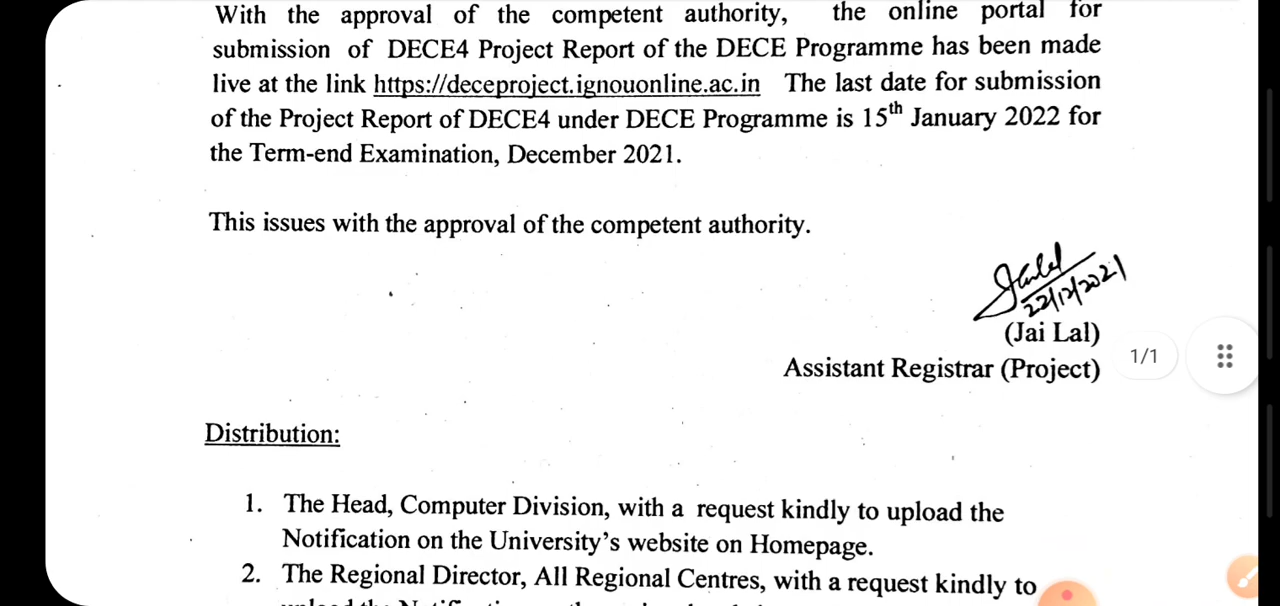 With the approval of the competent authority, the online portal for
submission of DECE4 Project Report of the DECE Programme has been made
live at the link https://deceproject.ignouonline.ac.in The last date for submission
of the Project Report of DECE4 under DECE Programme is 15th January 2022 for
the Term-end Examination, December 2021.
This issues with the approval of the competent authority.
22/12/2021
(Jai Lal)
1/1
Assistant Registrar (Project)
Distribution:
1. The Head, Computer Division, with a request kindly to upload the
Notification on the University's website on Homepage.
2. The Regional Director, All Regional Centres, with a request kindly to